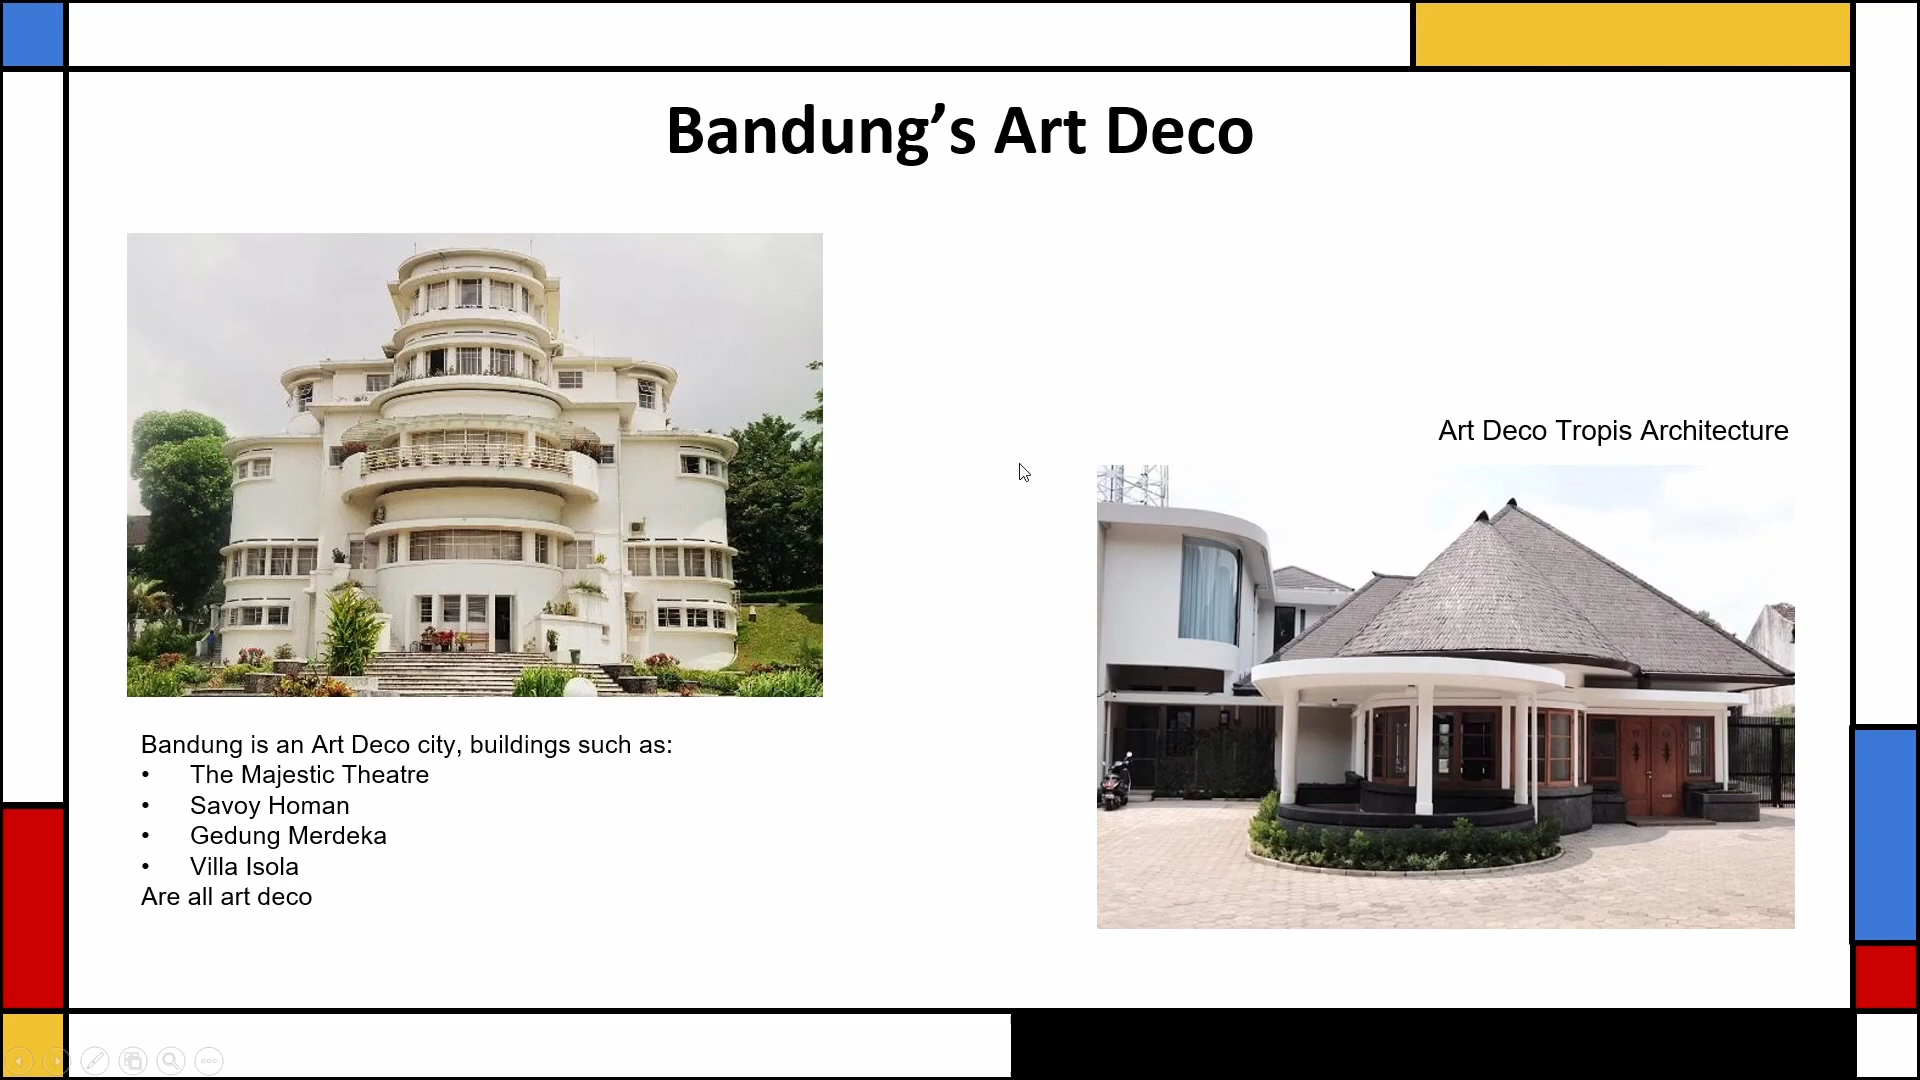 Bandung’s Art Deco
Art Deco Tropis Architecture
Bandung is an Art Deco city, buildings such as:
• The Majestic Theatre
• Savoy Homan
• Gedung Merdeka
• Villa Isola
Are all art deco